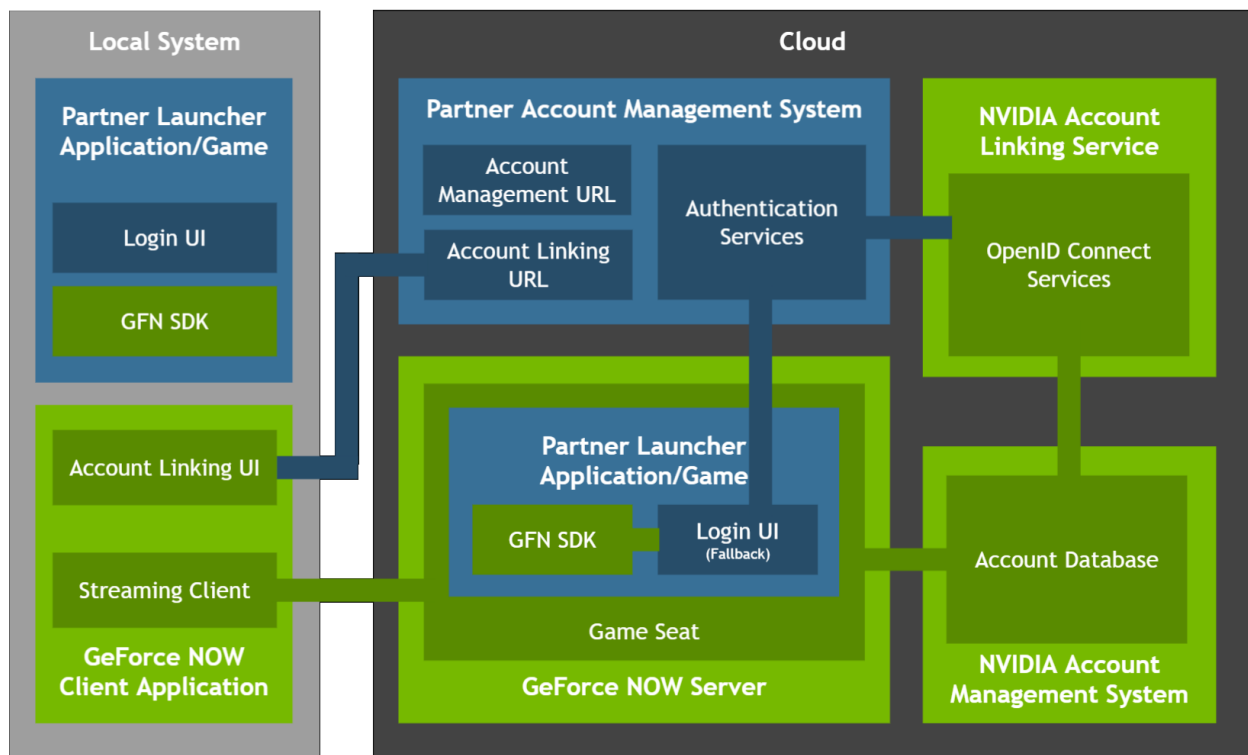 Local System
Partner Launcher
Application/Game
Login UI
GFN SDK
Account Linking UI
Streaming Client
GeForce NOW
Client Application
Cloud
Partner Account Management System
Account
Management URL
Account Linking
URL
Authentication
Services
NVIDIA Account
Linking Service
OpenID Connect
Services
Partner Launcher
Application/Game
GFN SDK
Login UI
(Fallback)
Game Seat
GeForce NOW Server
Account Database
NVIDIA Account
Management System